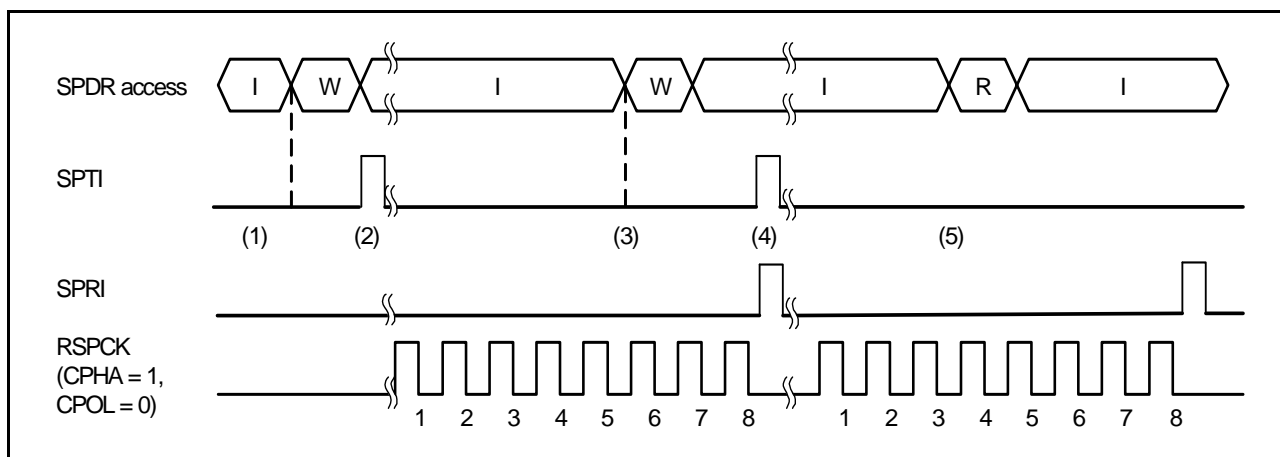 SPDR access I W I W I R I
SPTI
(1) (2) (3) (4) (5)
SPRI
RSPCK
(CPHA = 1,
CPOL = 0)
1 2 3 4 5 6 7 8 1 2 3 4 5 6 7 8